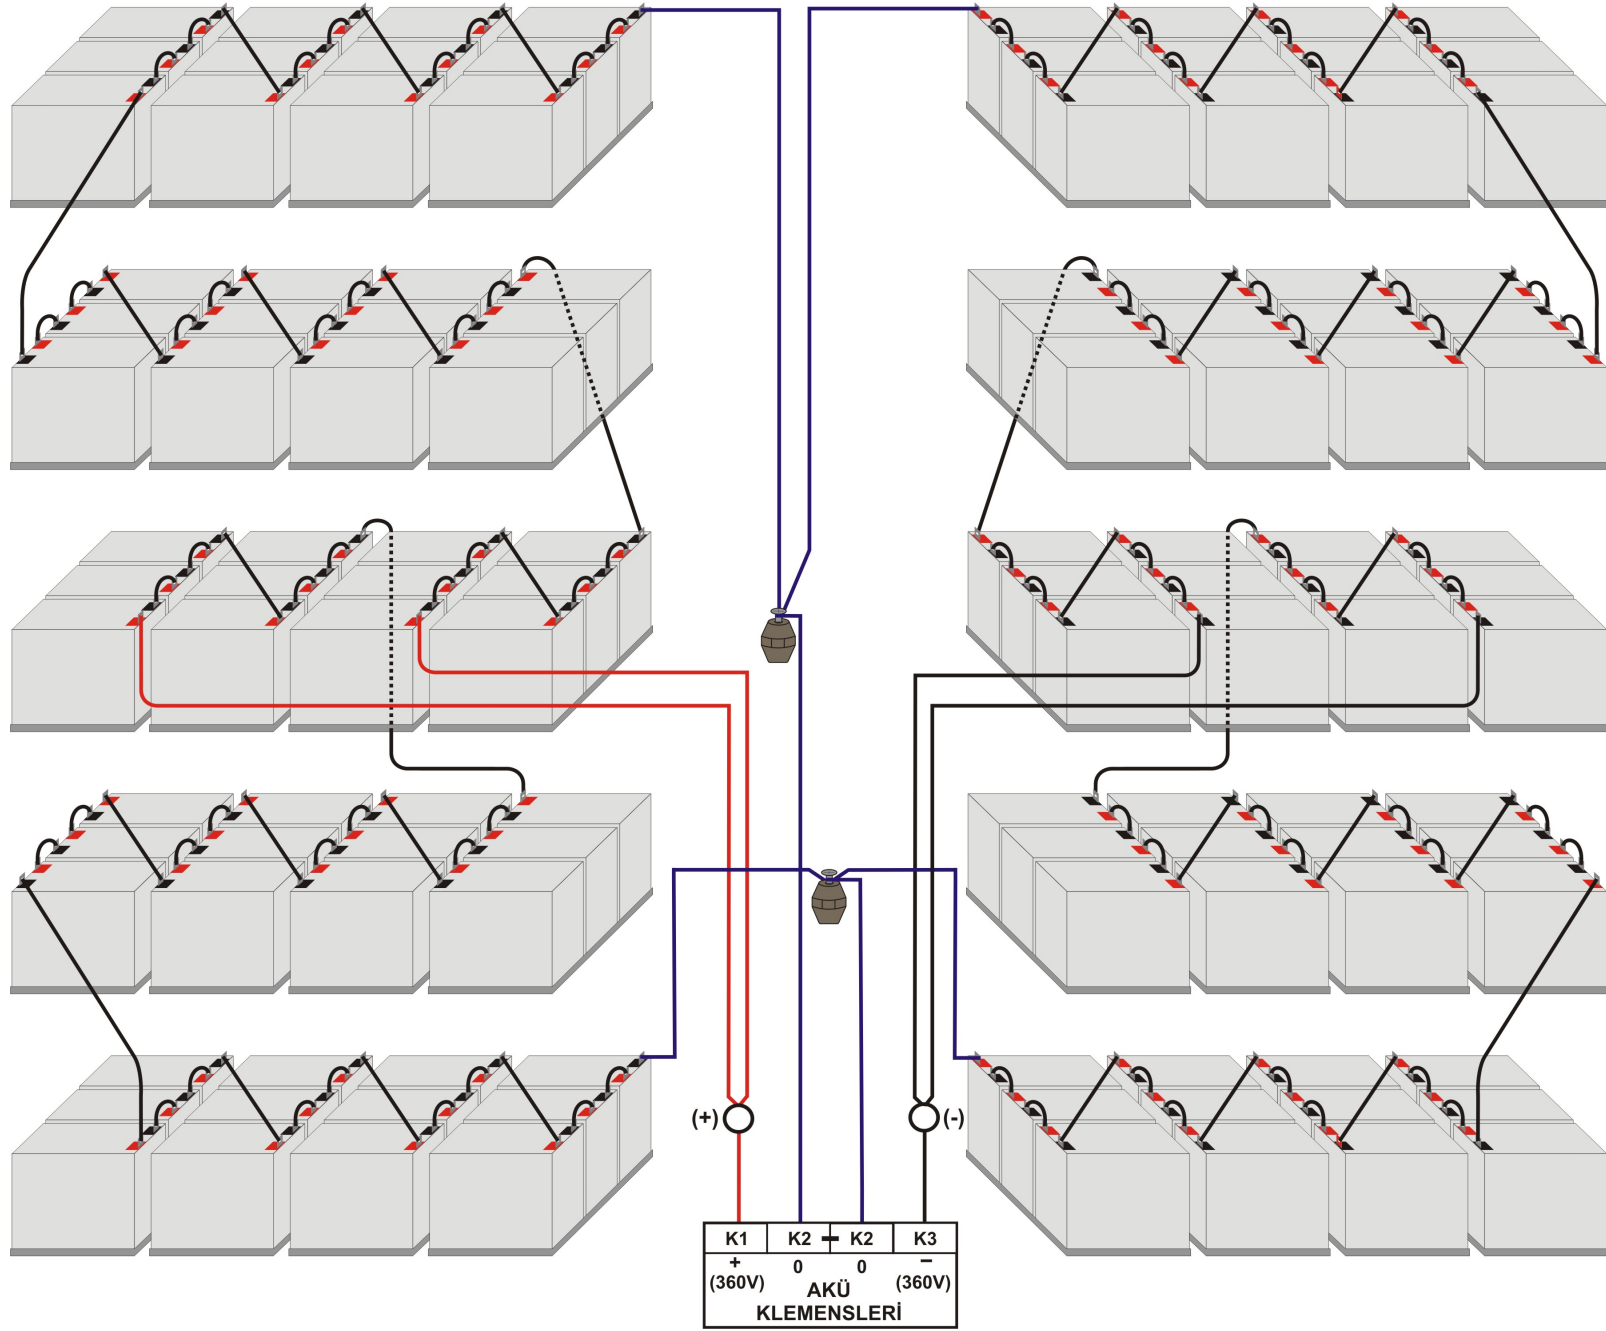 (+)
(-)
K1 K2 K2 K3
+ 0 0 −
(360V) (360V)
AKÜ
KLEMENSLERİ